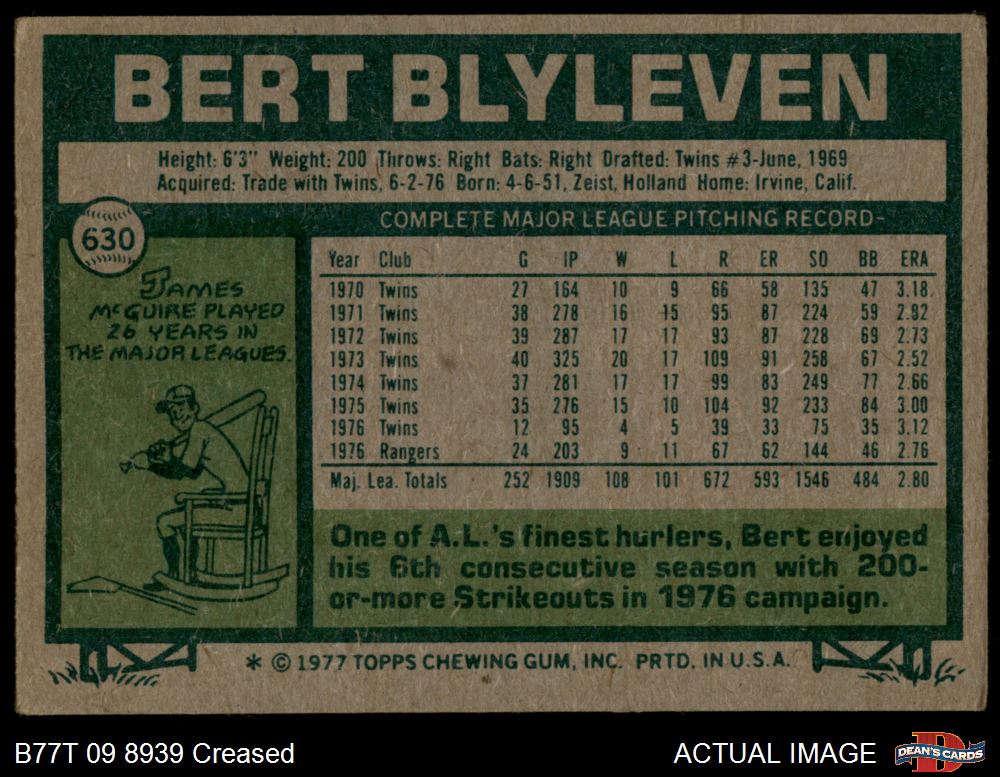 BERT BLYLEVEN
Height: 6'3" Weight: 200 Throws: Right Bats: Right Drafted: Twins #3-June, 1969
Acquired: Trade with Twins, 6-2-76 Born: 4-6-51, Zeist, Holland Home: Irvine, Calif.
630
COMPLETE MAJOR LEAGUE PITCHING RECORD-
JAMES
McGUIRE PLAYED
26 YEARS IN
THE MAJOR LEAGUES.
Year Club G IP W L R ER SO BB ERA
1970 Twins 27 164 10 9 66 58 135 47 3.18
1971 Twins 38 278 16 15 95 87 224 59 2.82
1972 Twins 39 287 17 17 93 87 228 69 2.73
1973 Twins 40 325 20 17 109 91 258 67 2.52
1974 Twins 37 281 17 17 99 83 249 77 2.66
1975 Twins 35 276 15 10 104 92 233 84 3.00
1976 Twins 12 95 4 5 39 33 75 35 3.12
1976 Rangers 24 203 9 11 67 62 144 46 2.76
Maj. Lea. Totals 252 1909 108 101 672 593 1546 484 2.80
One of A.L.'s finest hurlers, Bert enjoyed
his 6th consecutive season with 200-
or-more Strikeouts in 1976 campaign.
* © 1977 TOPPS CHEWING GUM, INC. PRTD. IN U.S.A.
B77T 09 8939 Creased
ACTUAL IMAGE
DEAN'S CARDS